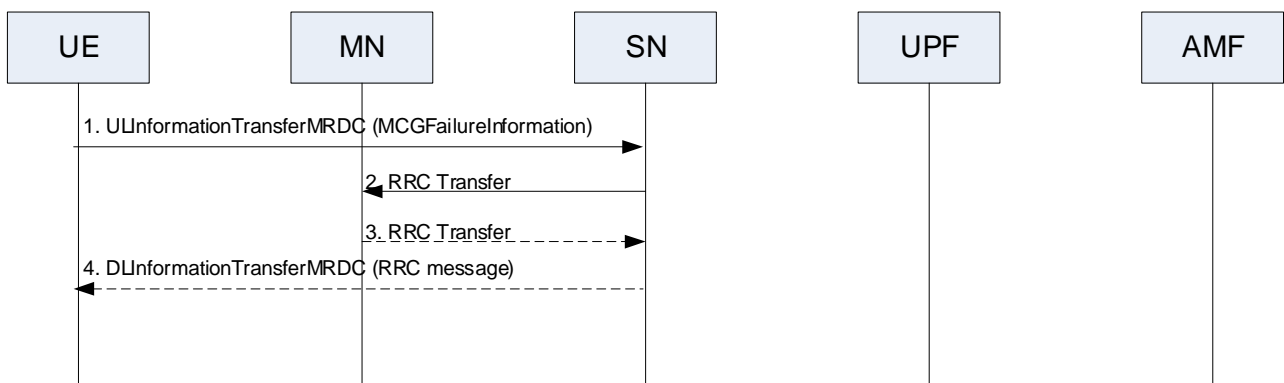 UE
MN
SN
UPF
AMF
1. ULInformationTransferMRDC (MCGFailureInformation)
2. RRC Transfer
3. RRC Transfer
4. DLInformationTransferMRDC (RRC message)